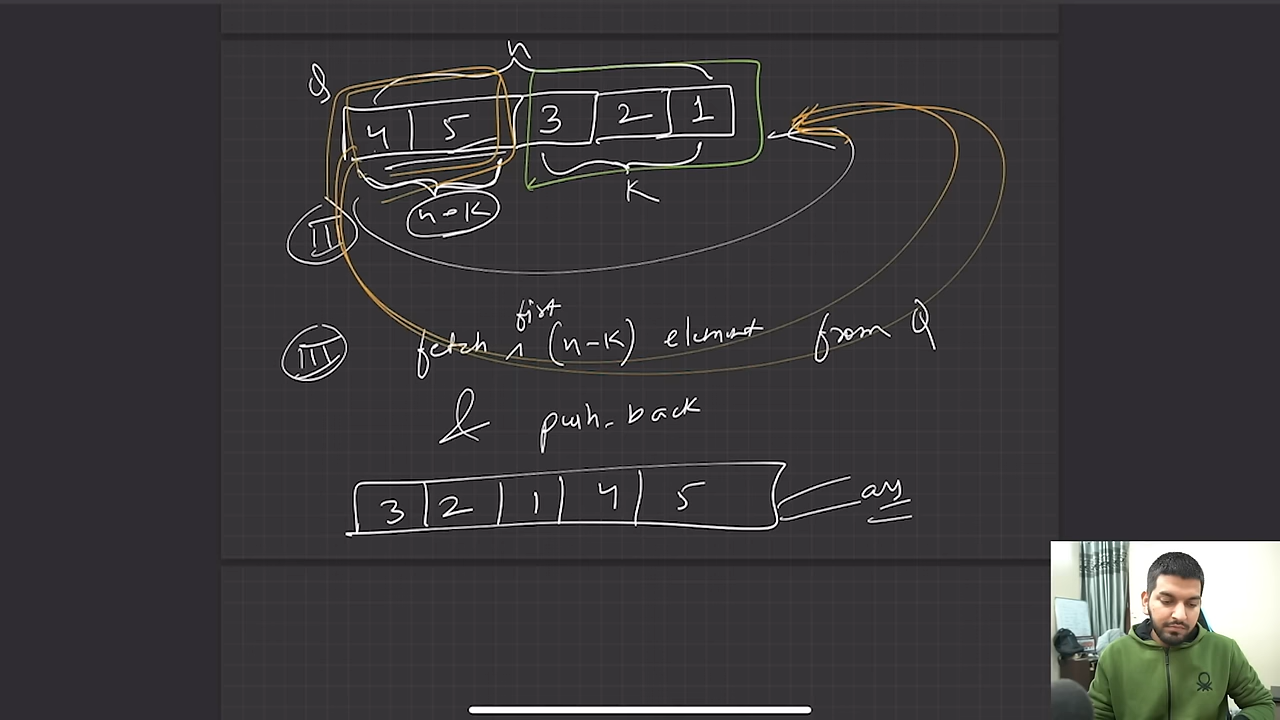 n
Q
4 5 3 2 1
K
n-K
II
III
fetch first (n-K) element from Q
& push_back
3 2 1 4 5
ans